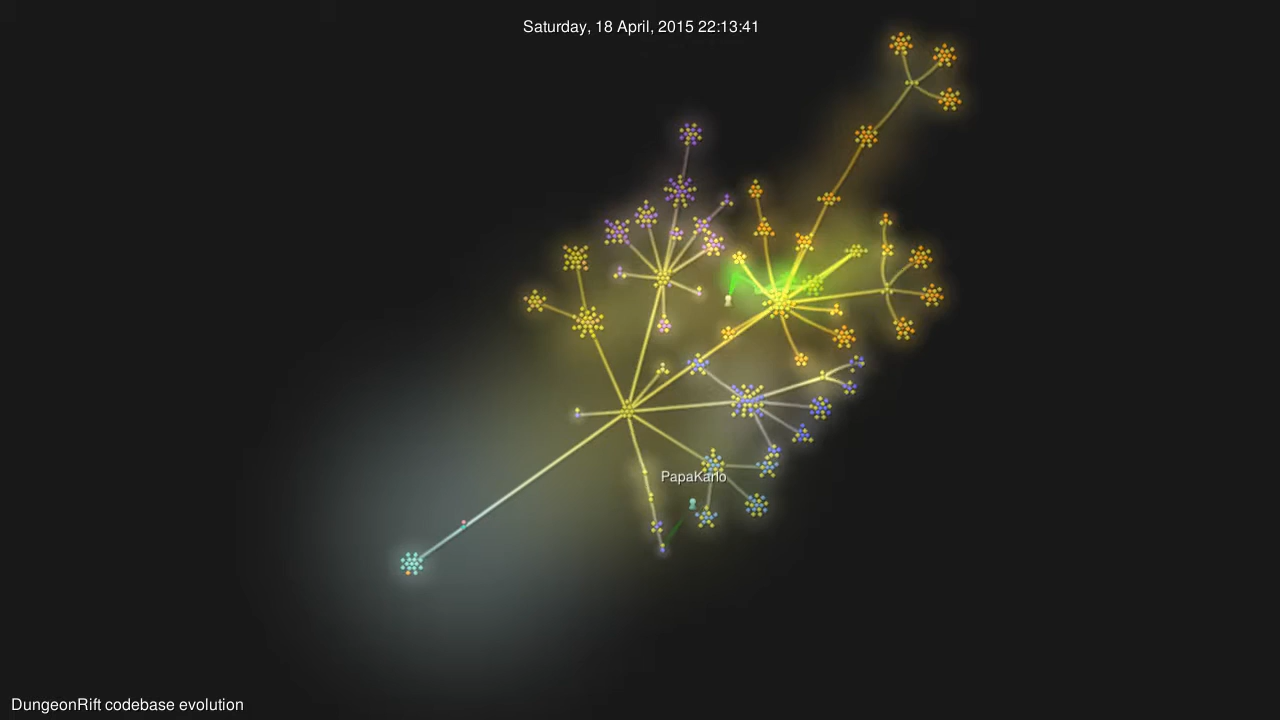 Saturday, 18 April, 2015 22:13:41
PapaKarlo
DungeonRift codebase evolution